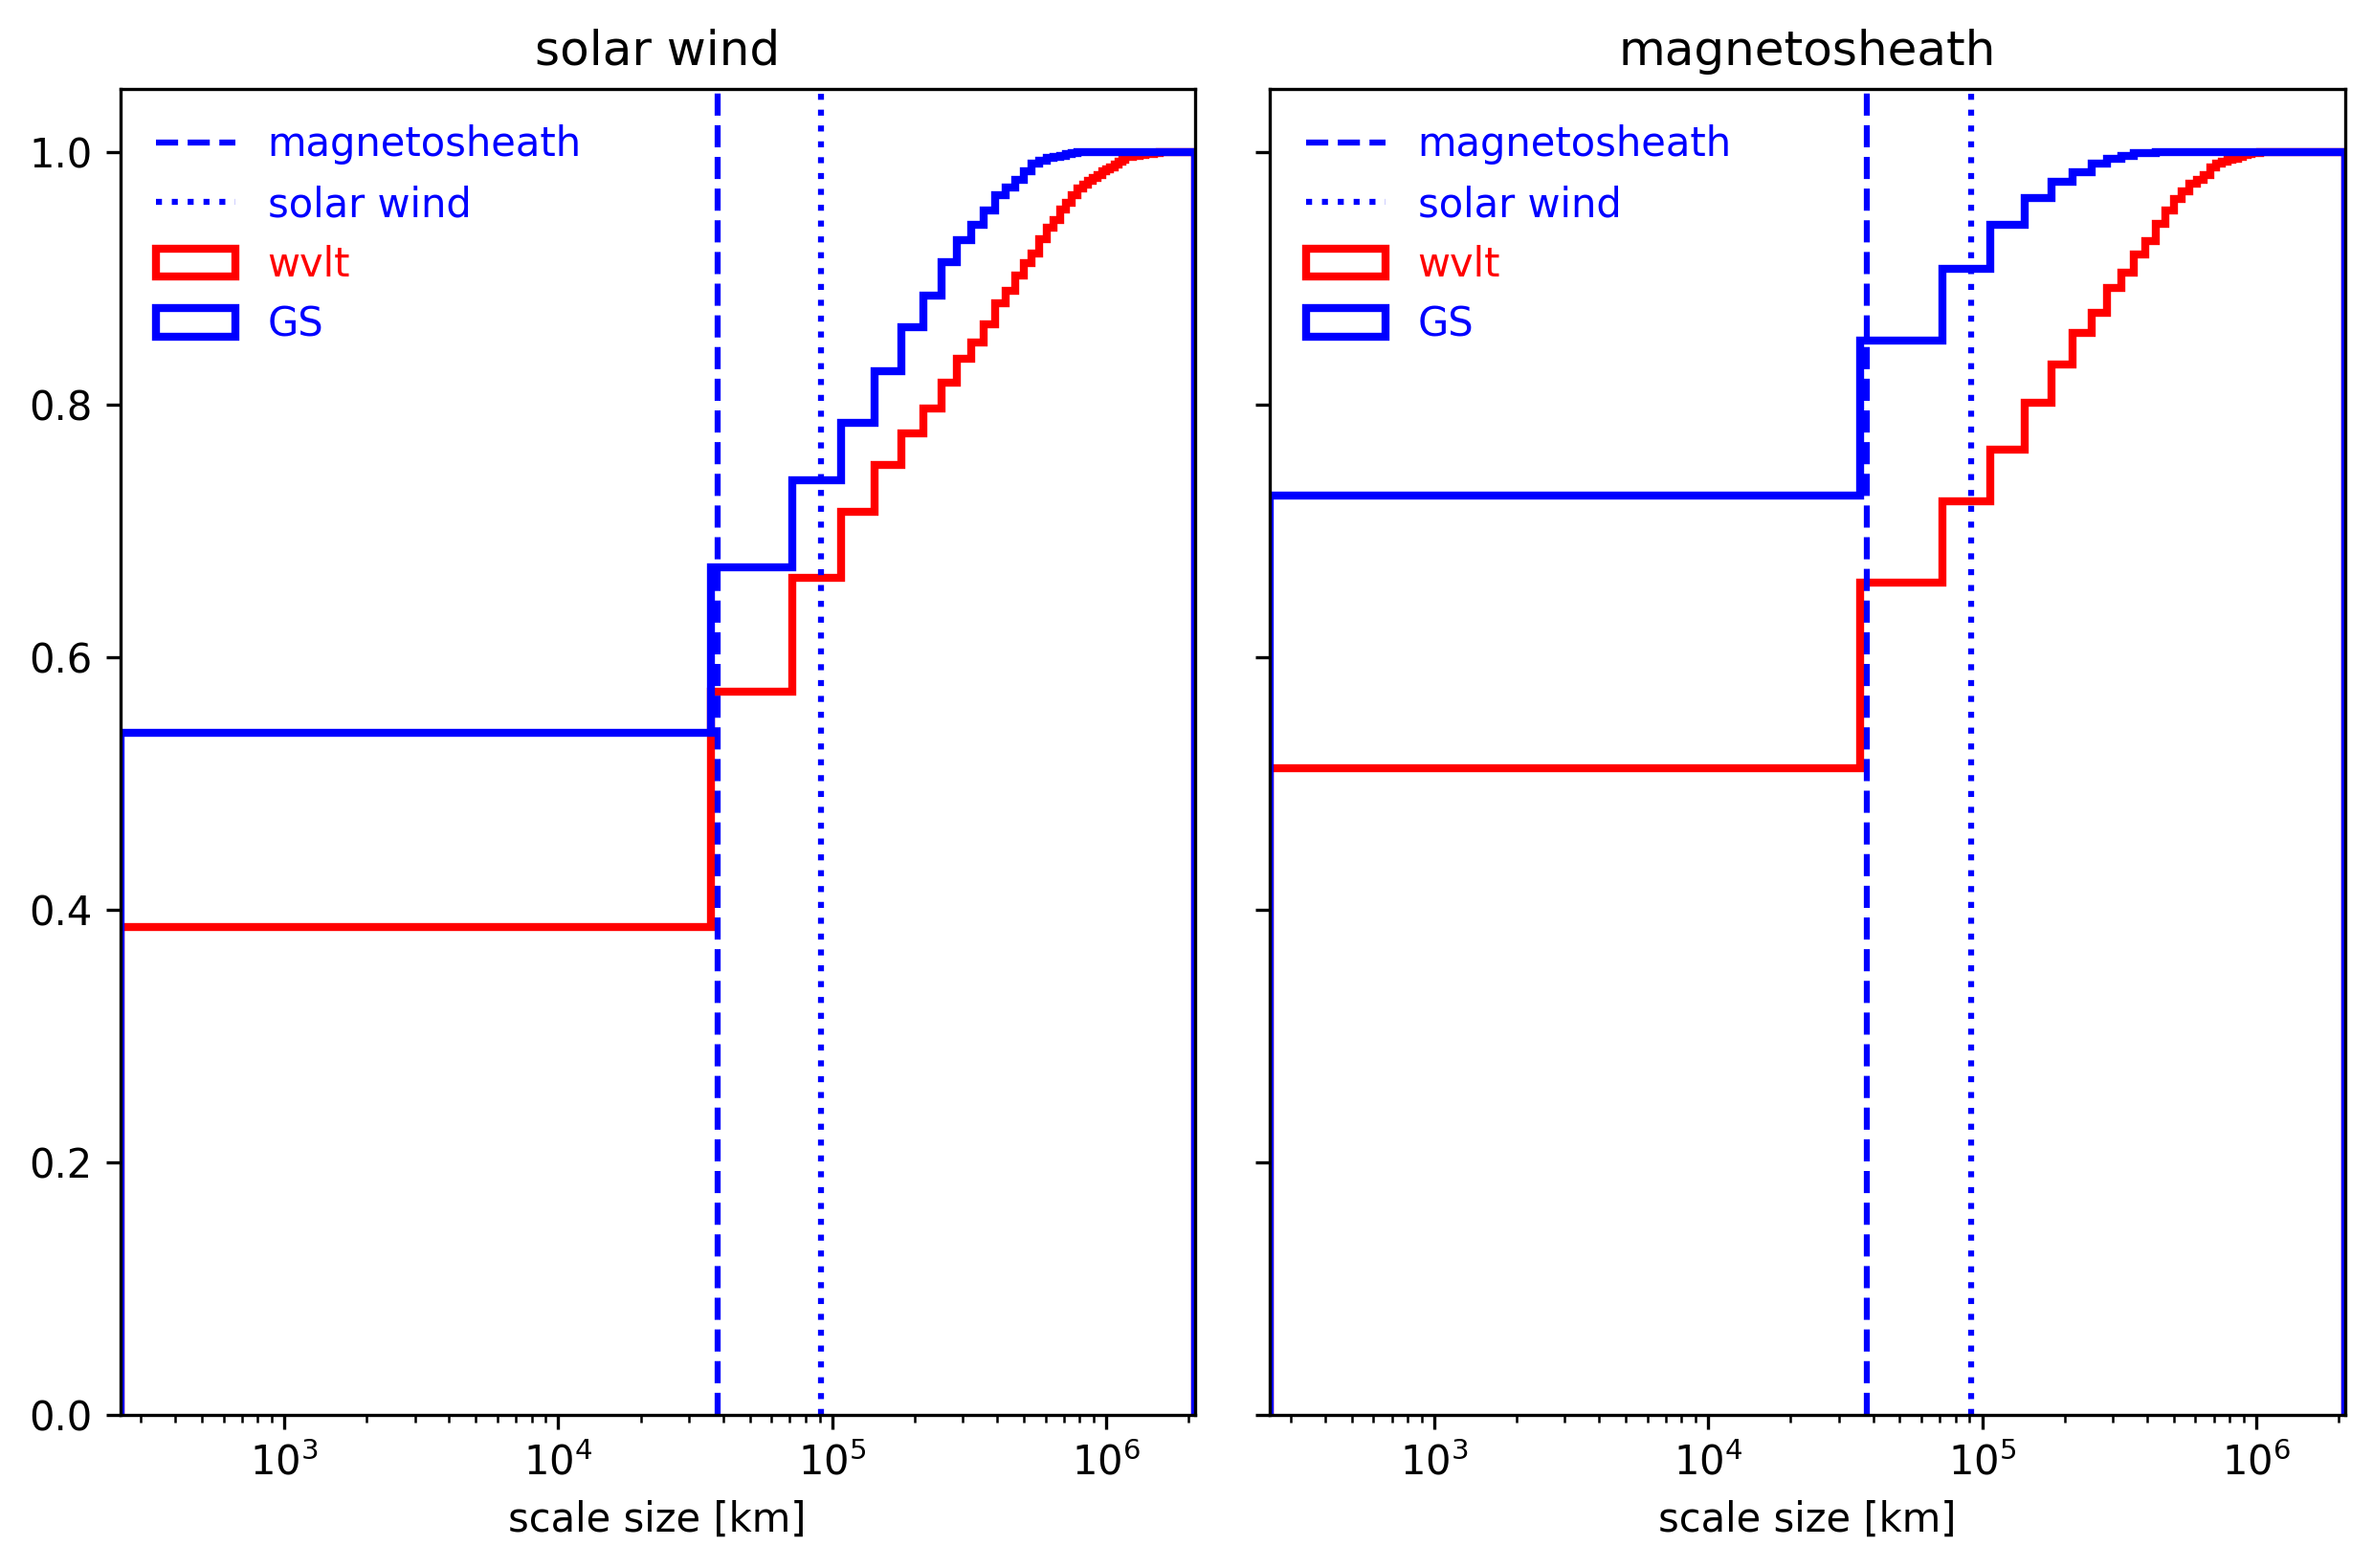 solar wind
magnetosheath
solar wind
wvlt
GS
1.0
0.8
0.6
0.4
0.2
0.0
10³ 10⁴ 10⁵ 10⁶
scale size [km]
magnetosheath
magnetosheath
solar wind
wvlt
GS
10³ 10⁴ 10⁵ 10⁶
scale size [km]